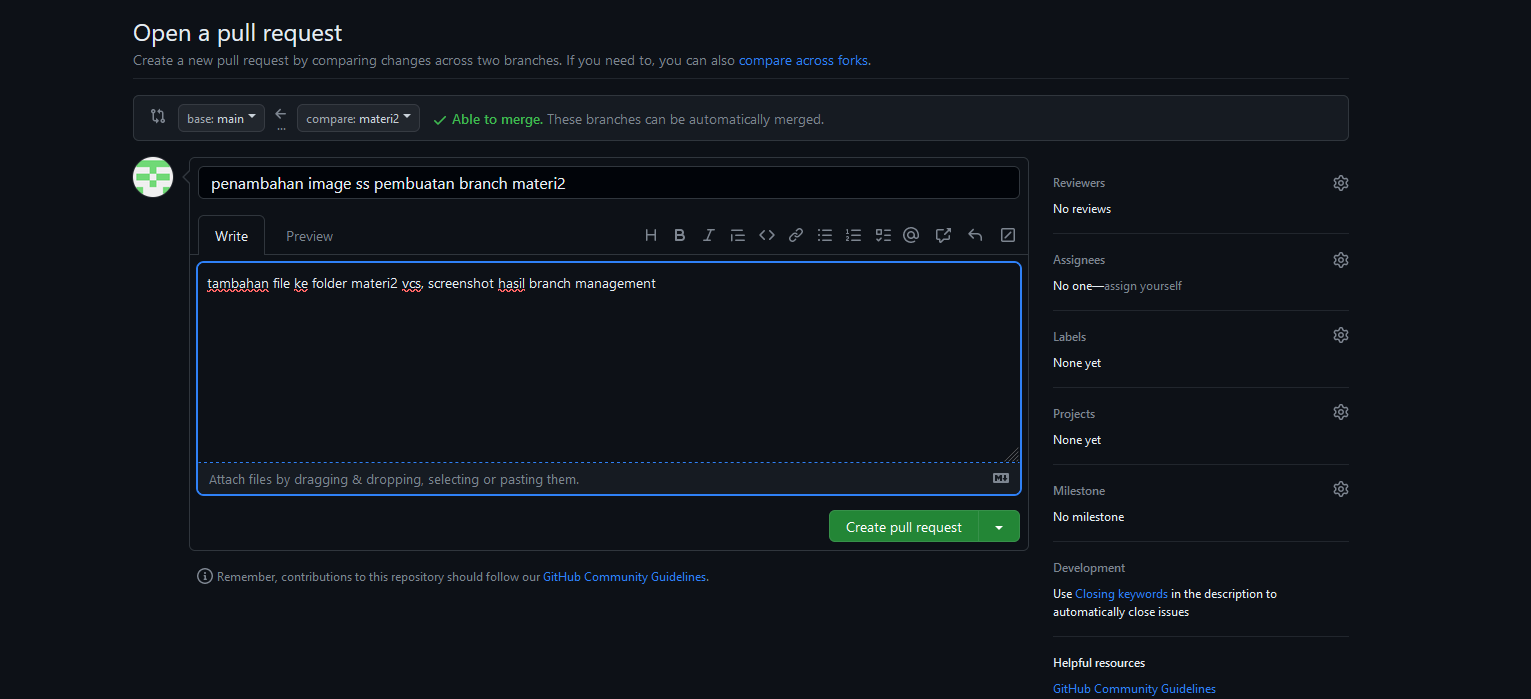 Open a pull request
Create a new pull request by comparing changes across two branches. If you need to, you can also compare across forks.
base: main
...
compare: materi2
Able to merge. These branches can be automatically merged.
penambahan image ss pembuatan branch materi2
Write
Preview
H B I
tambahan file ke folder materi2 vcs, screenshot hasil branch management
Attach files by dragging & dropping, selecting or pasting them.
Create pull request
Remember, contributions to this repository should follow our GitHub Community Guidelines.
Reviewers
No reviews
Assignees
No one—assign yourself
Labels
None yet
Projects
None yet
Milestone
No milestone
Development
Use Closing keywords in the description to
automatically close issues
Helpful resources
GitHub Community Guidelines